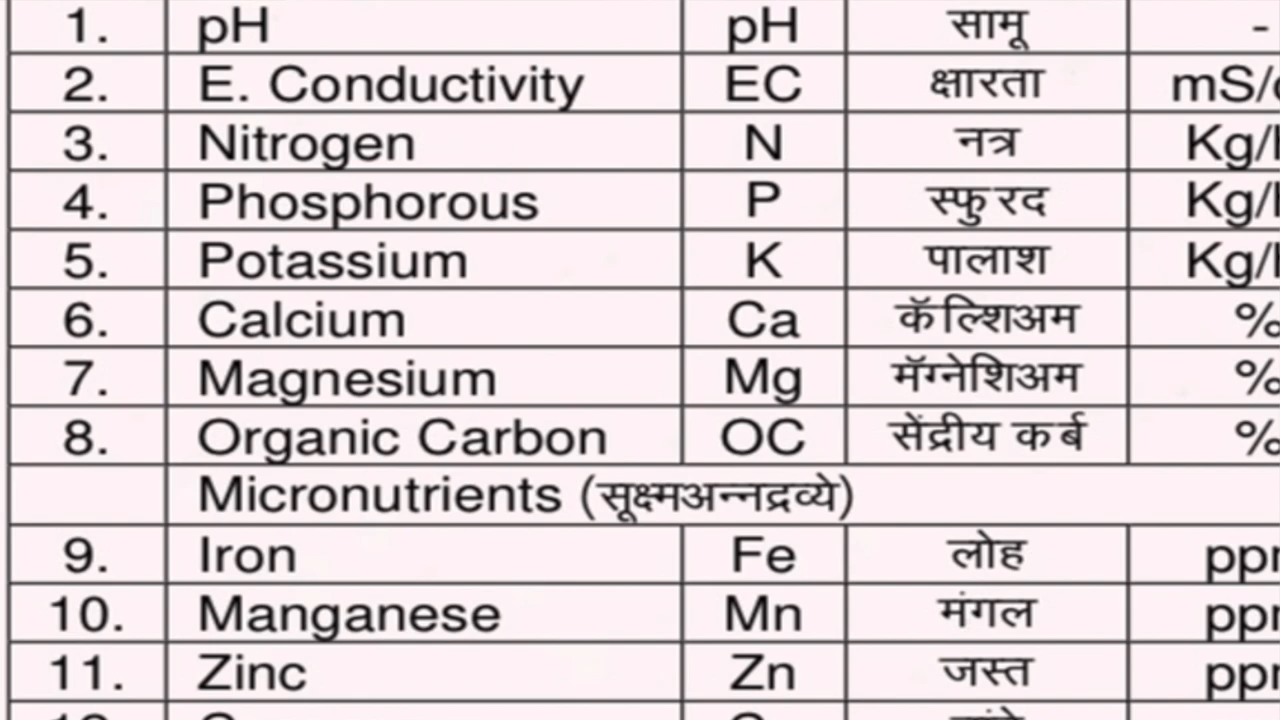 1. pH pH सामू -
2. E. Conductivity EC क्षारता mS/
3. Nitrogen N नत्र Kg/
4. Phosphorous P स्फुरद Kg/
5. Potassium K पालाश Kg/
6. Calcium Ca कॅल्शिअम %
7. Magnesium Mg मॅग्नेशिअम %
8. Organic Carbon OC सेंद्रीय कर्ब %
Micronutrients (सूक्ष्मअन्नद्रव्ये)
9. Iron Fe लोह pp
10. Manganese Mn मंगल pp
11. Zinc Zn जस्त pp